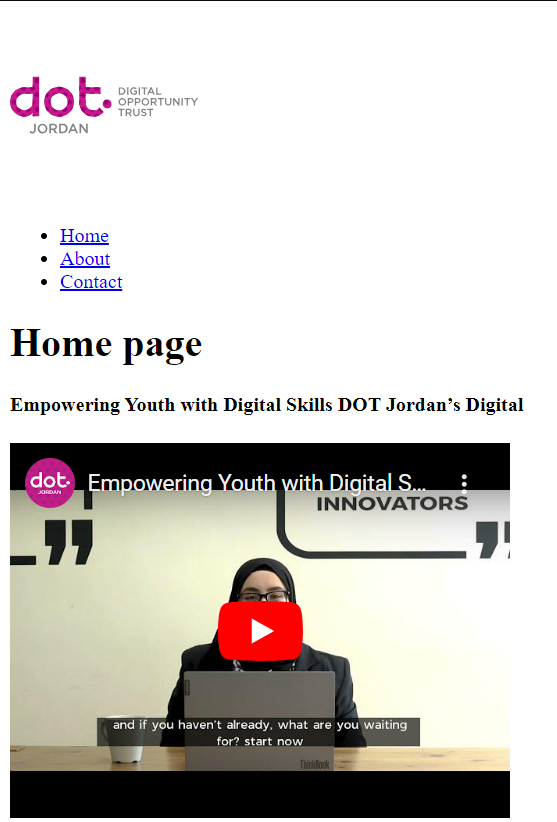 dot.
DIGITAL
OPPORTUNITY
TRUST
JORDAN
Home
About
Contact
Home page
Empowering Youth with Digital Skills DOT Jordan’s Digital
dot.
JORDAN
Empowering Youth with Digital S...
INNOVATORS
and if you haven't already, what are you waiting
for? start now
ThinkBook